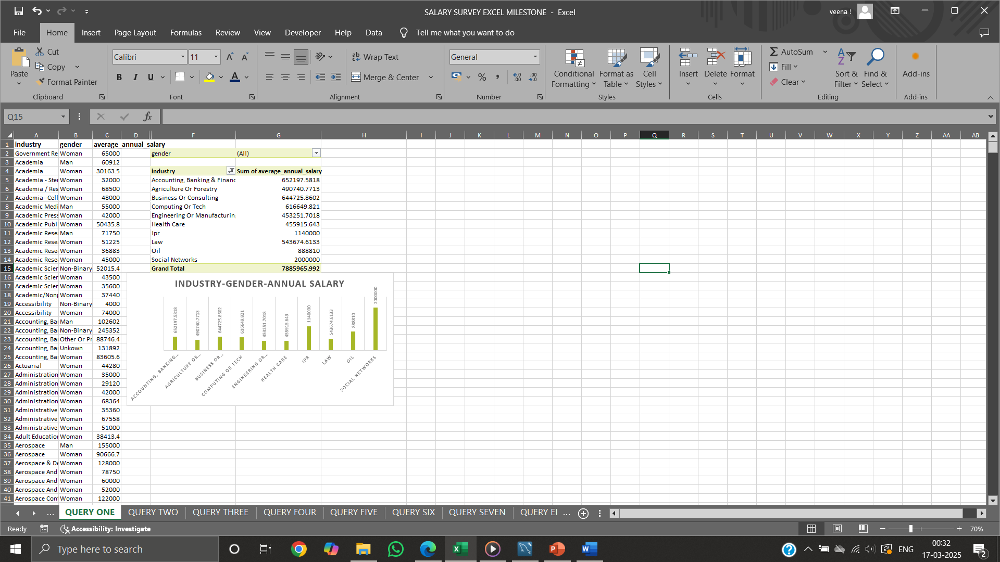 SALARY SURVEY EXCEL MILESTONE - Excel
veena !
File Home Insert Page Layout Formulas Review View Developer Help Data Tell me what you want to do
Paste
Cut
Copy
Format Painter
Clipboard
Calibri 11
B I U
Font
Wrap Text
Merge & Center
Alignment
General
Number
Conditional Formatting
Format as Table
Cell Styles
Styles
Insert Delete Format
Cells
AutoSum
Fill
Clear
Sort & Filter
Find & Select
Editing
Add-ins
Add-ins
Q15 fx
A B C D F G H I J K L M N O P Q R S T U V W X Y Z AA AB
1 industry gender average_annual_salary
2 Government Re Woman 65000 gender (All)
3 Academia Man 60912
4 Academia Woman 30163.5 industry Sum of average_annual_salary
5 Academia - Ste Woman 32000 Accounting, Banking & Financ 652197.5818
6 Academia / Res Woman 68500 Agriculture Or Forestry 490740.7713
7 Academia--Cell Woman 48000 Business Or Consulting 644725.8602
8 Academic Medi Man 55000 Computing Or Tech 616649.821
9 Academic Press Woman 42000 Engineering Or Manufacturin 453251.7018
10 Academic Publi Woman 50435.8 Health Care 455915.643
11 Academic Rese Man 71750 Ipr 1140000
12 Academic Rese Woman 51225 Law 543674.6133
13 Academic Rese Woman 36883 Oil 888810
14 Academic Rese Woman 45000 Social Networks 2000000
15 Academic Scier Non-Binary 52015.4 Grand Total 7885965.992
16 Academic Scier Woman 43500
17 Academic Scier Woman 35600
18 Academic/Nonp Woman 37440
19 Accessibility Non-Binary 4000
20 Accessibility Woman 74000
21 Accounting, Ba Man 102602
22 Accounting, Ba Non-Binary 245352
23 Accounting, Ba Other Or Pr 88746.4
24 Accounting, Ba Unkown 131892
25 Accounting, Ba Woman 83605.6
26 Actuarial Woman 44280
27 Administration Woman 35000
28 Administration Woman 29120
29 Administration Woman 42000
30 Administration Woman 68364
31 Administrative Woman 35360
32 Administrative Woman 67558
33 Administrative Woman 51000
34 Adult Education Woman 38413.4
35 Aerospace Man 155000
36 Aerospace Woman 90666.7
37 Aerospace & De Woman 128000
38 Aerospace And Woman 78750
39 Aerospace And Woman 60000
40 Aerospace And Woman 52000
41 Aerospace Cont Woman 122000
INDUSTRY-GENDER-ANNUAL SALARY
652197.5818 490740.7713 644725.8602 616649.821 453251.7018 455915.643 1140000 543674.6133 888810 2000000
ACCOUNTING, BANKING... AGRICULTURE OR... BUSINESS OR... COMPUTING OR TECH ENGINEERING OR... HEALTH CARE IPR LAW OIL SOCIAL NETWORKS
... QUERY ONE QUERY TWO QUERY THREE QUERY FOUR QUERY FIVE QUERY SIX QUERY SEVEN QUERY EI ...
Ready Accessibility: Investigate 70%
Type here to search
ENG
00:32
17-03-2025
2